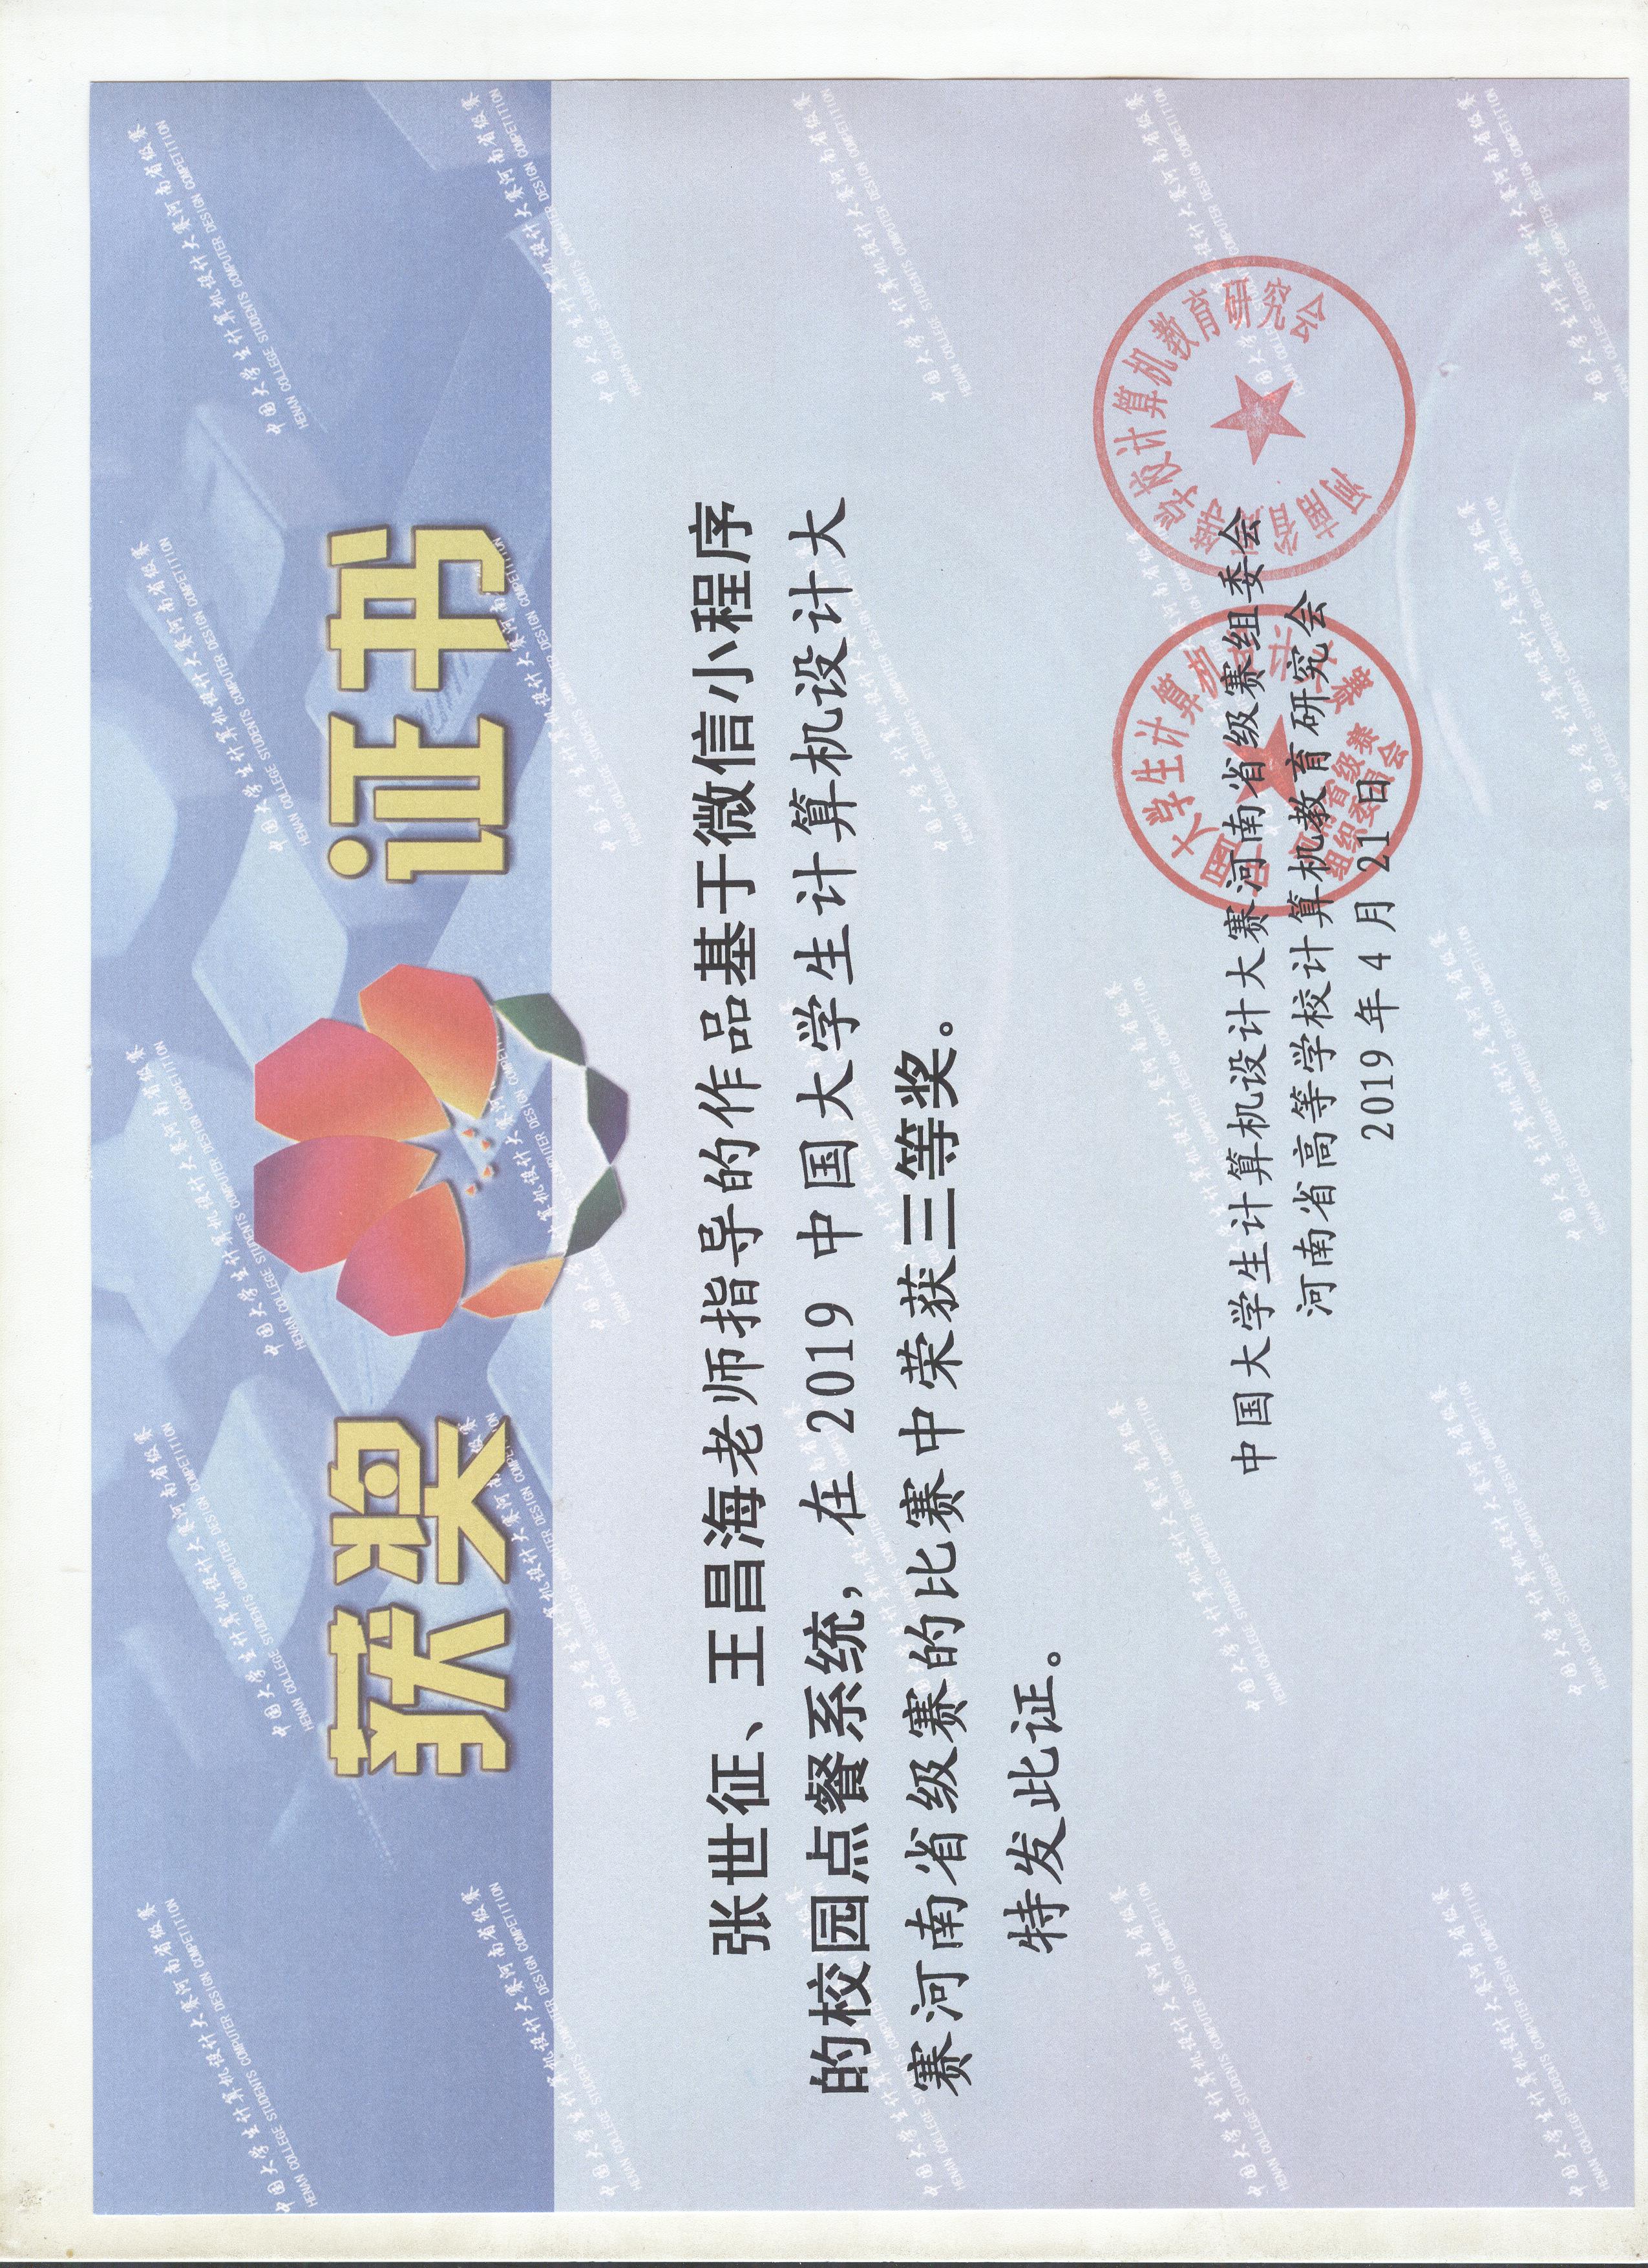 获奖 证书
张世征、王昌海老师指导的作品基于微信小程序
的校园点餐系统，在 2019 中国大学生计算机设计大
赛河南省级赛的比赛中荣获三等奖。
特发此证。
中国大学生计算机设计大赛河南省级赛组委会
河南省高等学校计算机教育研究会
2019 年 4 月 21 日
中国大学生计算机设计大赛
河南省级赛
组织委员会
河南省高等学校计算机教育研究会
中国大学生计算机设计大赛河南省级赛
HENAN COLLEGE STUDENTS COMPUTER DESIGN COMPETITION